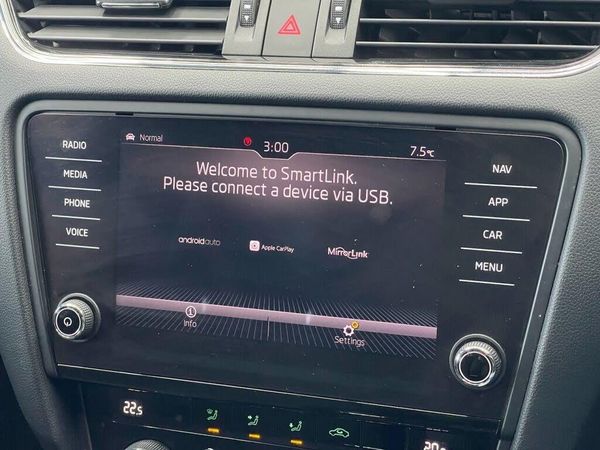 Normal
3:00
7.5°C
RADIO
MEDIA
PHONE
VOICE
Welcome to SmartLink.
Please connect a device via USB.
androidauto
Apple CarPlay
MirrorLink
Info
Settings
NAV
APP
CAR
MENU
22.5